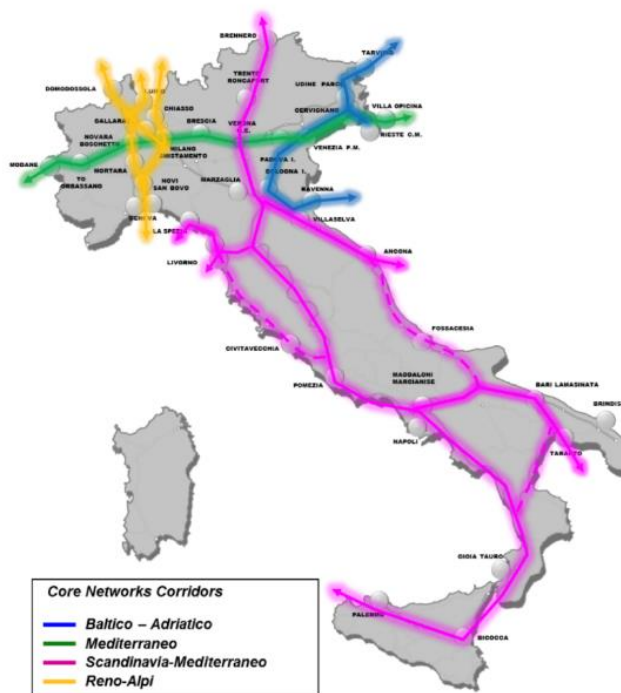 BRENNERO
TARVISIO
TRENTO
RONCAFORT
DOMODOSSOLA
UDINE PARCO
CHIASSO
CERVIGNANO
VILLA OPICINA
GALLARATE
BRESCIA
VERONA
Q.E.
TRIESTE C.M.
NOVARA
BOSCHETTO
MILANO
SMISTAMENTO
VENEZIA P.M.
PADOVA I.
MODANE
BOLOGNA I.
TO
ORBASSANO
MORTARA
NOVI
SAN BOVO
MARZAGLIA
RAVENNA
GENOVA
VILLASELVA
LA SPEZIA
LIVORNO
ANCONA
CIVITAVECCHIA
FOSSACESIA
POMEZIA
MADDALONI
MARCIANISE
BARI LAMASINATA
BRINDISI
NAPOLI
TARANTO
GIOIA TAURO
PALERMO
BICOCCA
Core Networks Corridors
Baltico – Adriatico
Mediterraneo
Scandinavia-Mediterraneo
Reno-Alpi